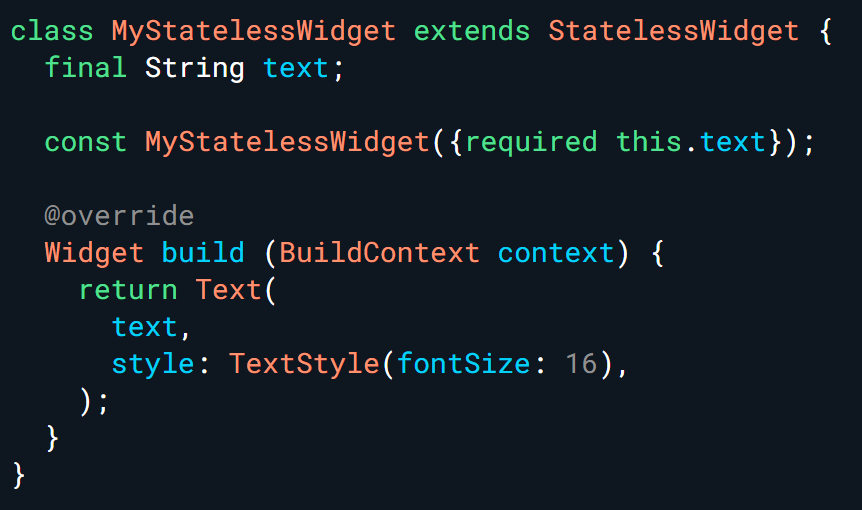 class MyStatelessWidget extends StatelessWidget {
  final String text;

  const MyStatelessWidget({required this.text});

  @override
  Widget build (BuildContext context) {
    return Text(
      text,
      style: TextStyle(fontSize: 16),
    );
  }
}